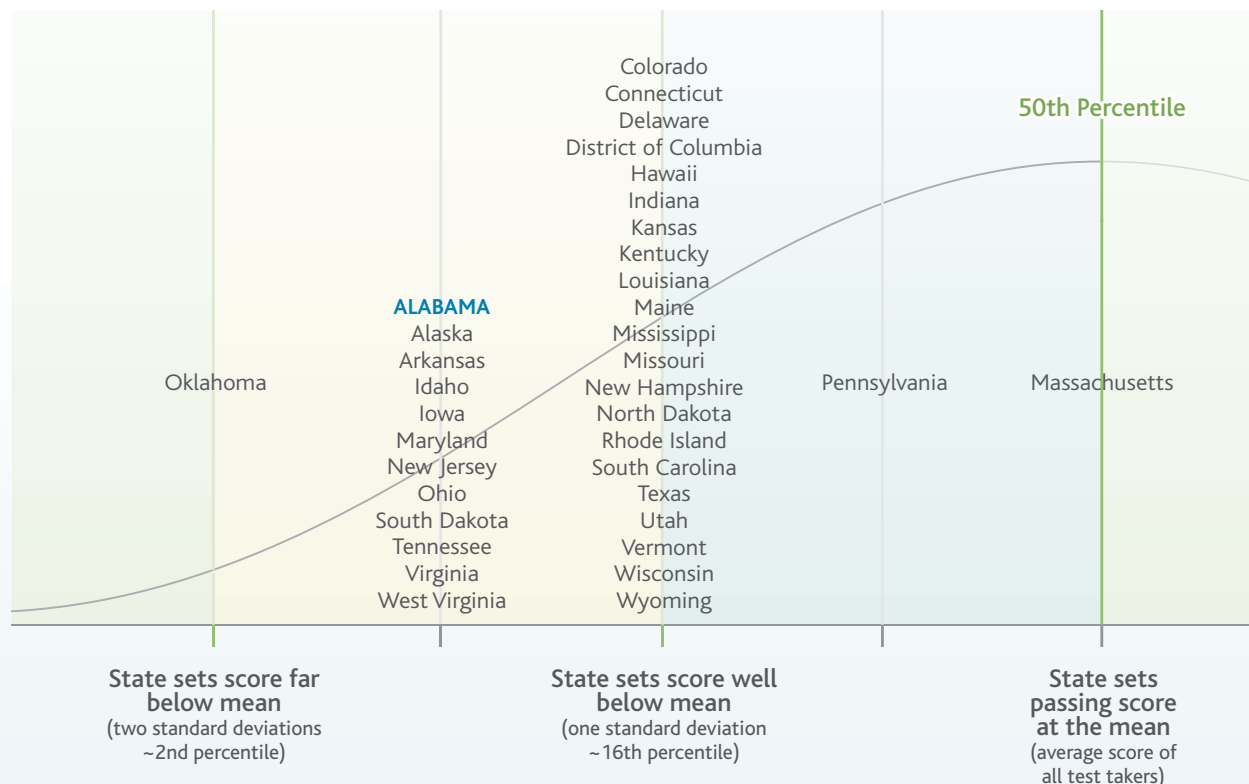 Colorado
Connecticut
Delaware
District of Columbia
Hawaii
Indiana
Kansas
Kentucky
Louisiana
Maine
Mississippi
Missouri
New Hampshire
North Dakota
Rhode Island
South Carolina
Texas
Utah
Vermont
Wisconsin
Wyoming
50th Percentile
ALABAMA
Alaska
Arkansas
Idaho
Iowa
Maryland
New Jersey
Ohio
South Dakota
Tennessee
Virginia
West Virginia
Oklahoma
Pennsylvania
Massachusetts
State sets score far
below mean
(two standard deviations
~2nd percentile)
State sets score well
below mean
(one standard deviation
~16th percentile)
State sets
passing score
at the mean
(average score of
all test takers)